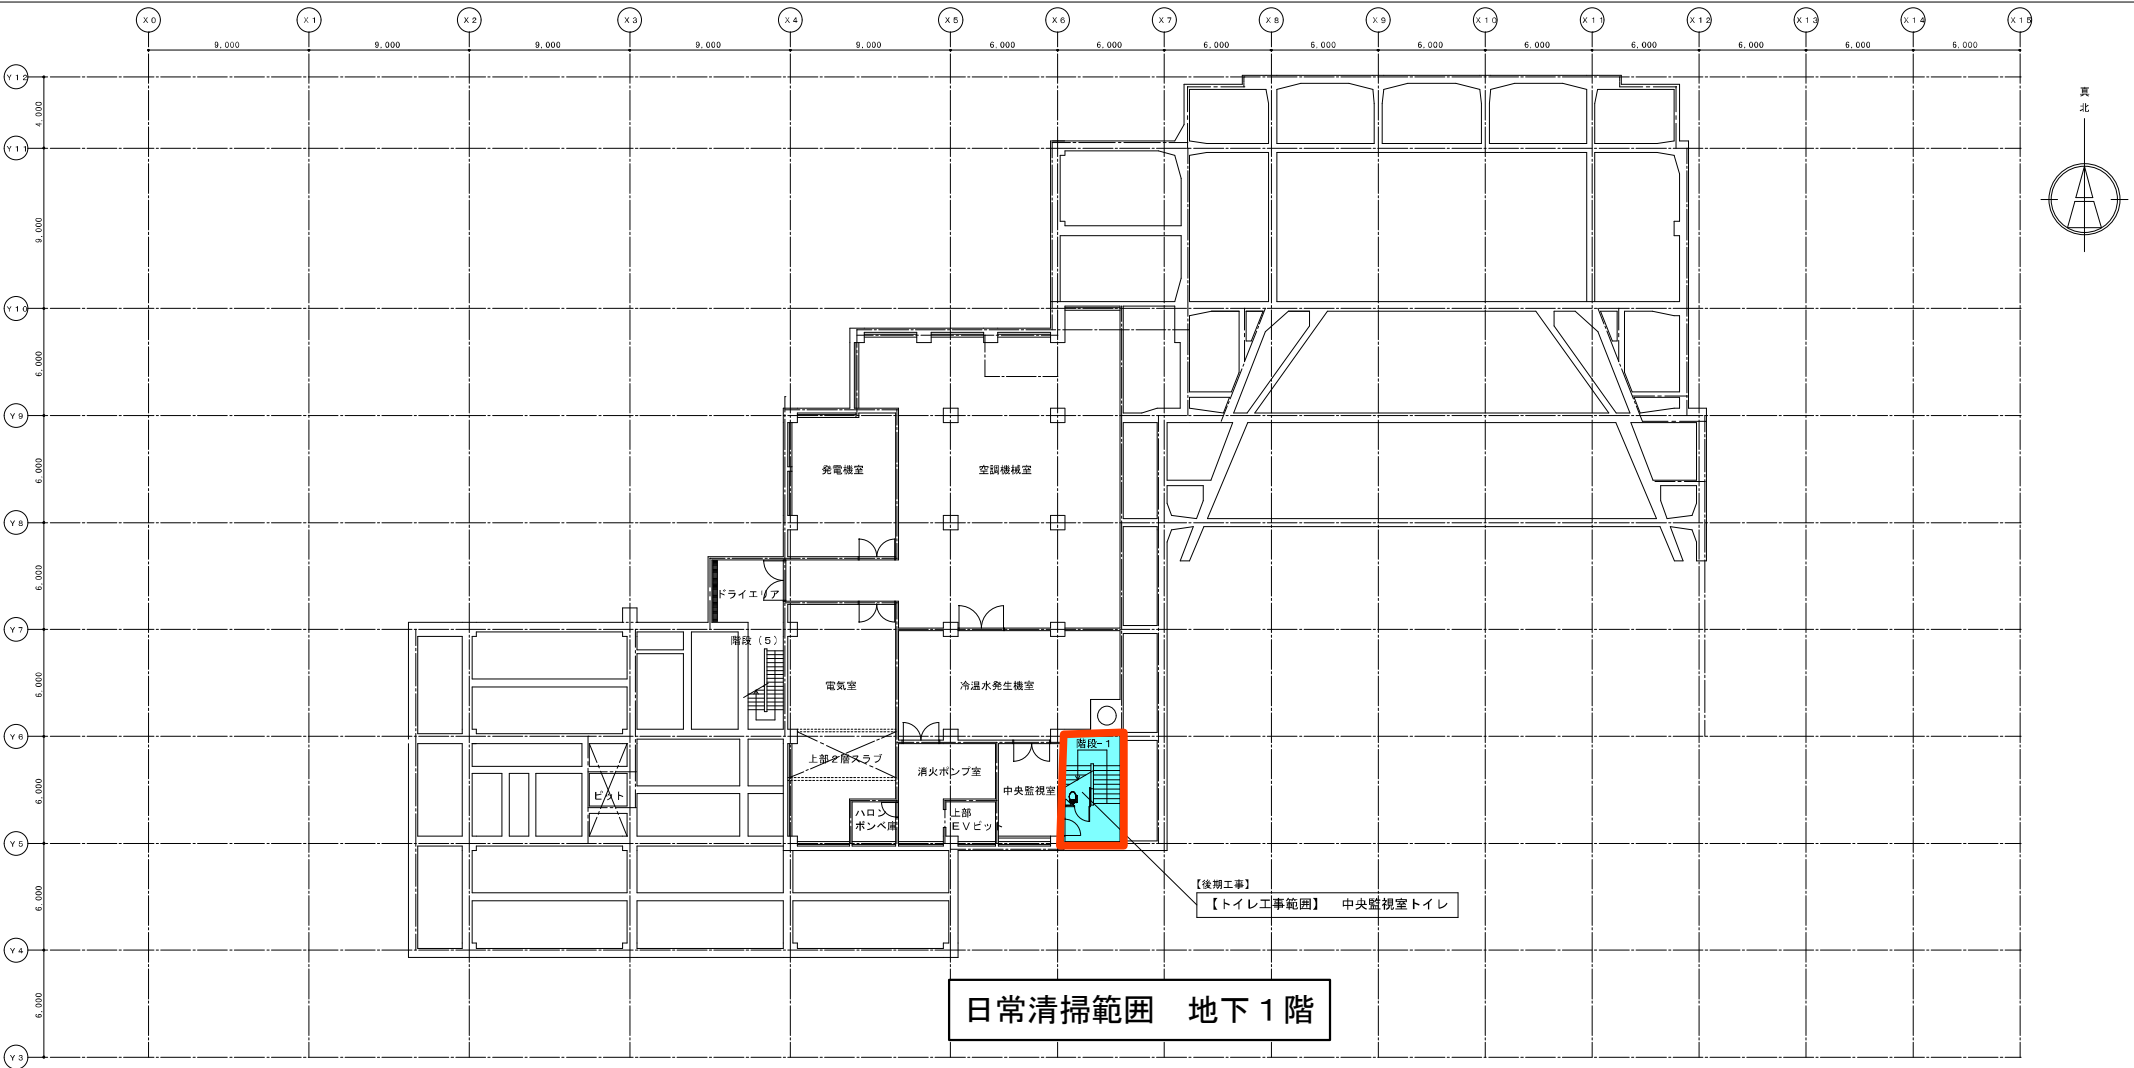 X0 X1 X2 X3 X4 X5 X6 X7 X8 X9 X10 X11 X12 X13 X14 X15
9,000 9,000 9,000 9,000 9,000 6,000 6,000 6,000 6,000 6,000 6,000 6,000 6,000 6,000 6,000
Y12
4,000
真
北
Y11
9,000
Y10
6,000
Y9
6,000
発電機室
空調機械室
Y8
6,000
ドライエリア
Y7
階段(5)
6,000
電気室
冷温水発生機室
Y6
階段-1
上部2層スラブ
消火ポンプ室
6,000
ピット
中央監視室
ハロン
ボンベ庫
上部
EVピット
Y5
6,000
【後期工事】
【トイレ工事範囲】 中央監視室トイレ
Y4
6,000
日常清掃範囲 地下1階
Y3